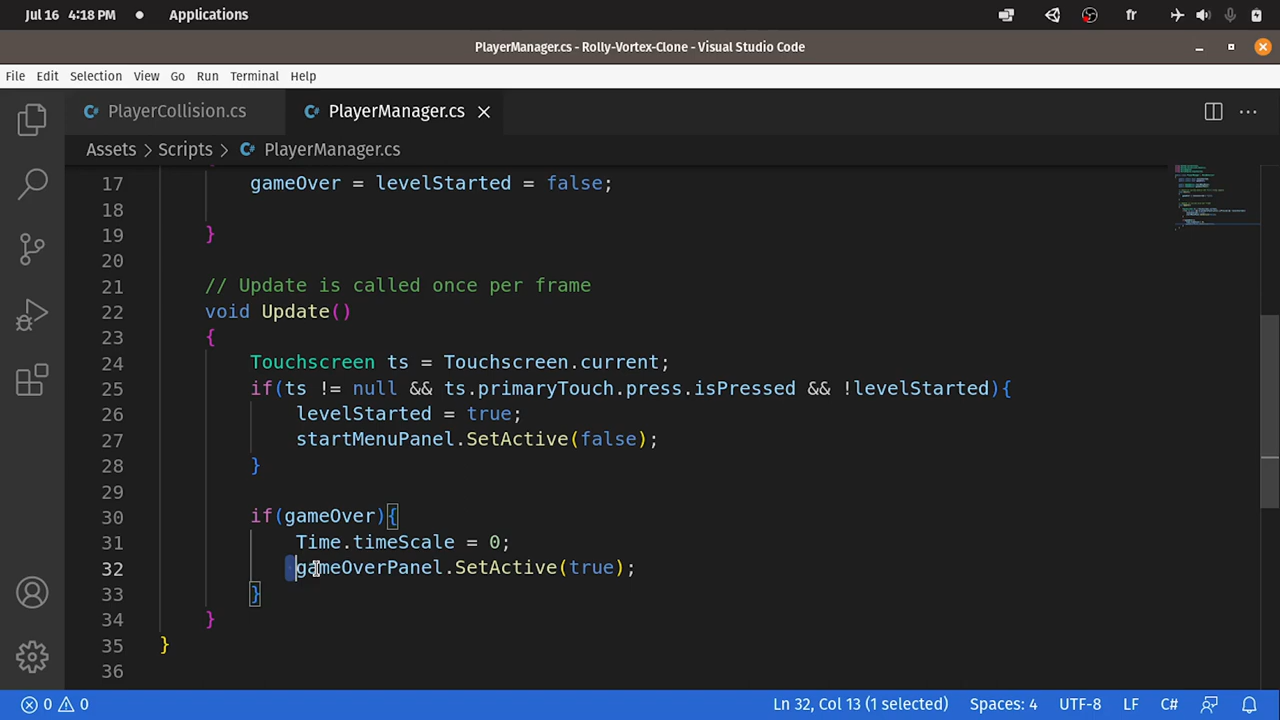 Jul 16 4:18 PM Applications fr
PlayerManager.cs - Rolly-Vortex-Clone - Visual Studio Code
File Edit Selection View Go Run Terminal Help
PlayerCollision.cs PlayerManager.cs
Assets > Scripts > PlayerManager.cs
17 gameOver = levelStarted = false;
18
19 }
20
21 // Update is called once per frame
22 void Update()
23 {
24 Touchscreen ts = Touchscreen.current;
25 if(ts != null && ts.primaryTouch.press.isPressed && !levelStarted){
26 levelStarted = true;
27 startMenuPanel.SetActive(false);
28 }
29
30 if(gameOver){
31 Time.timeScale = 0;
32 gameOverPanel.SetActive(true);
33 }
34 }
35 }
36
0 0 Ln 32, Col 13 (1 selected) Spaces: 4 UTF-8 LF C#